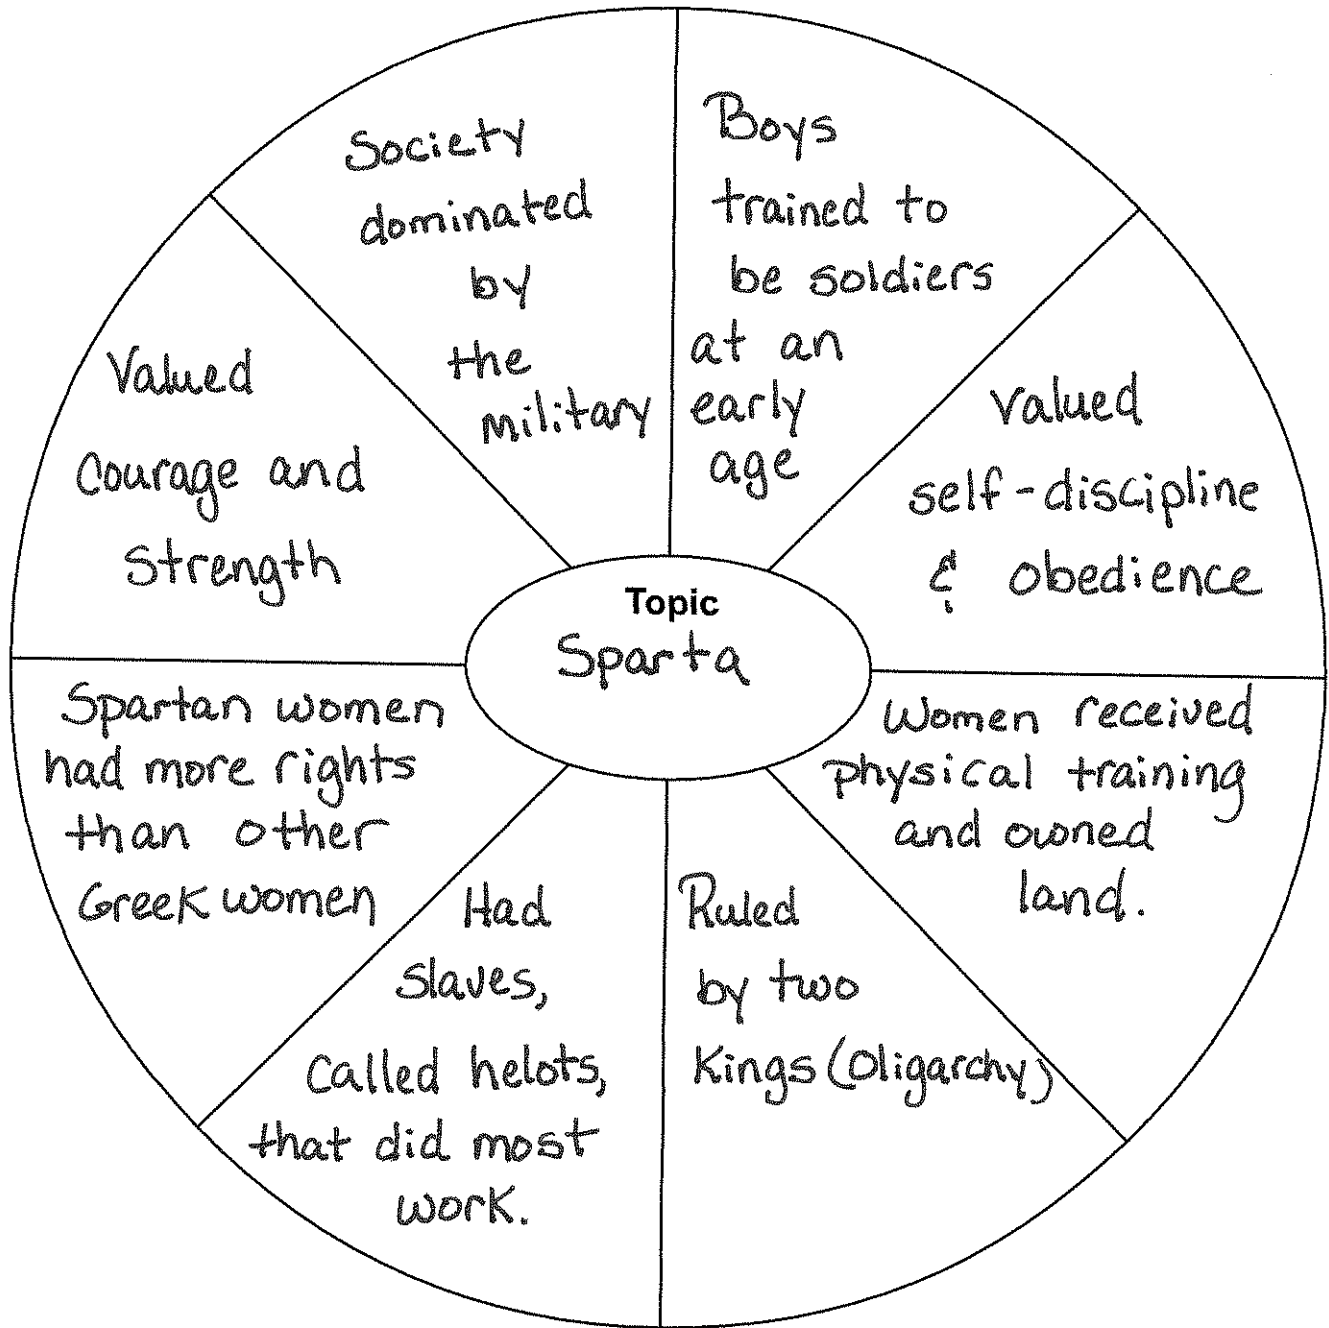 Society
dominated
by
the
military
Boys
trained to
be soldiers
at an
early
age
Valued
self-discipline
& obedience
Women received
physical training
and owned
land.
Ruled
by two
Kings (Oligarchy)
Had
slaves,
Called helots,
that did most
work.
Spartan women
had more rights
than other
Greek women
Valued
Courage and
Strength
Topic
Sparta